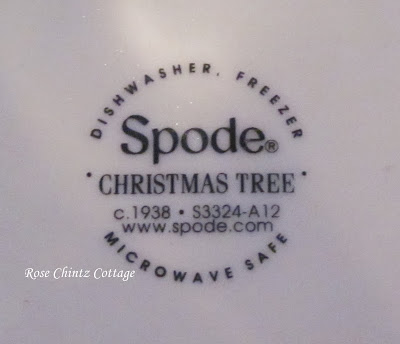 DISHWASHER, FREEZER
Spode®
· CHRISTMAS TREE ·
c.1938 · S3324-A12
www.spode.com
MICROWAVE SAFE
Rose Chintz Cottage